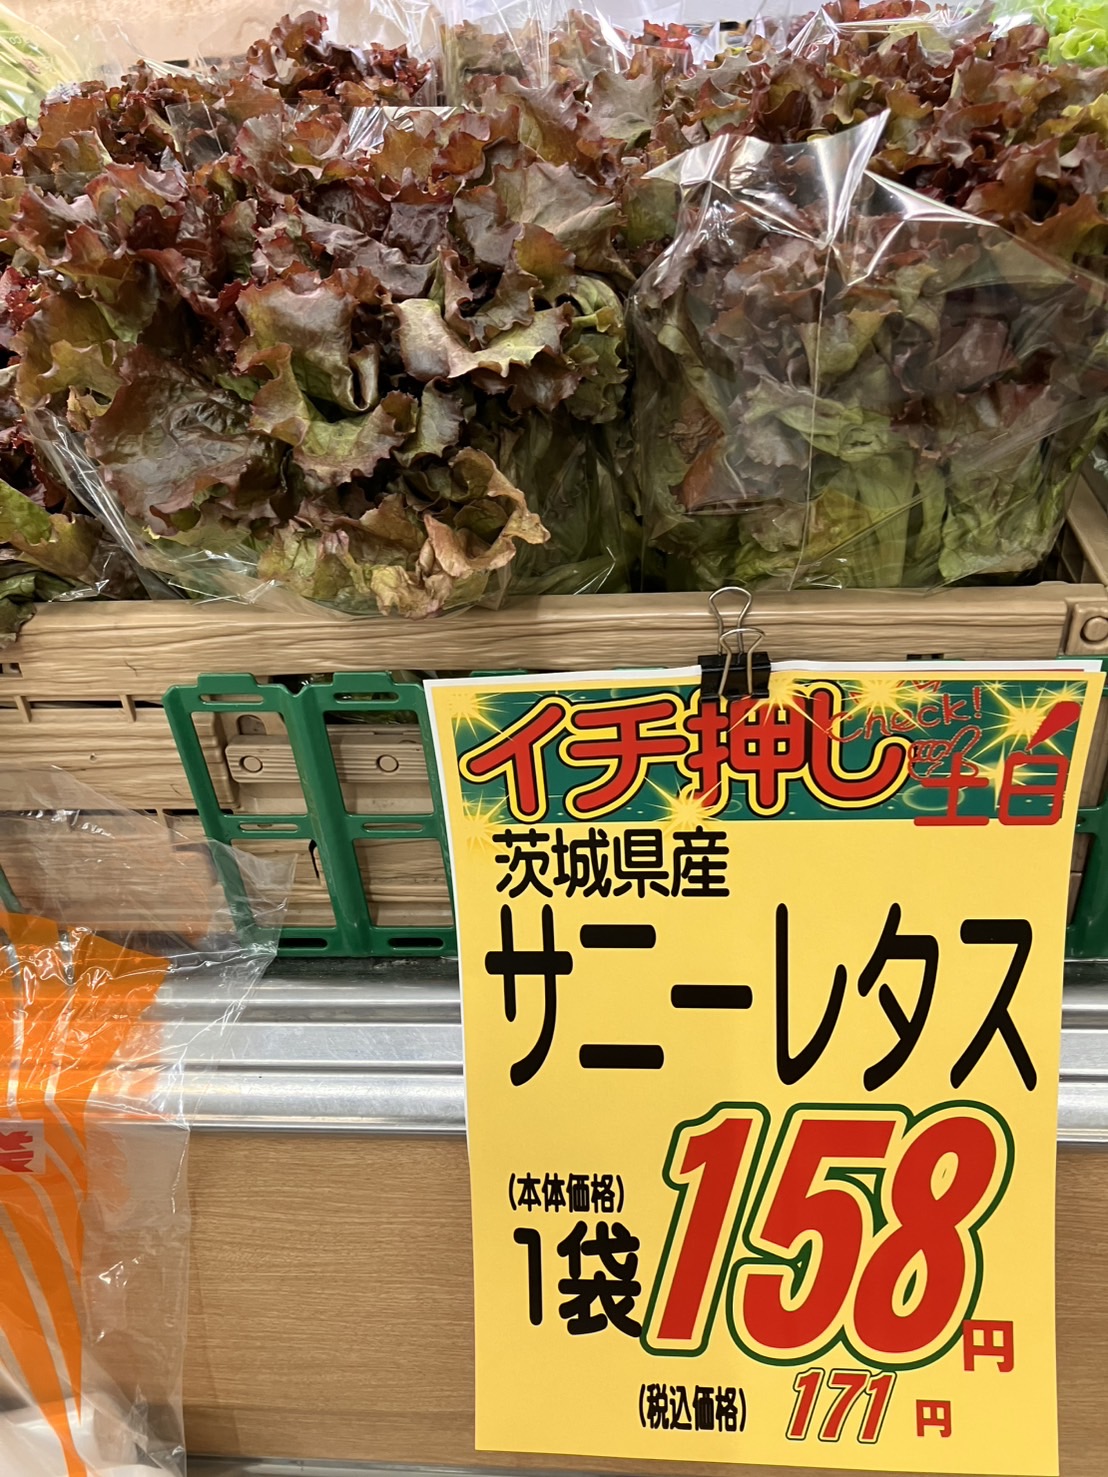 イチ押し
Check!
土日
茨城県産
サニーレタス
(本体価格)
1袋158円
(税込価格) 171円